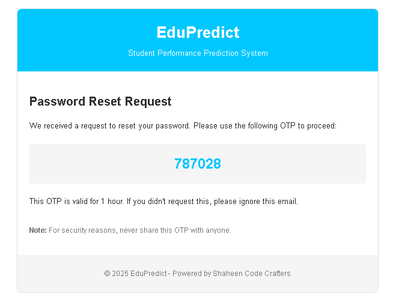 EduPredict
Student Performance Prediction System
Password Reset Request
We received a request to reset your password. Please use the following OTP to proceed:
787028
This OTP is valid for 1 hour. If you didn't request this, please ignore this email.
Note: For security reasons, never share this OTP with anyone.
© 2025 EduPredict - Powered by Shaheen Code Crafters